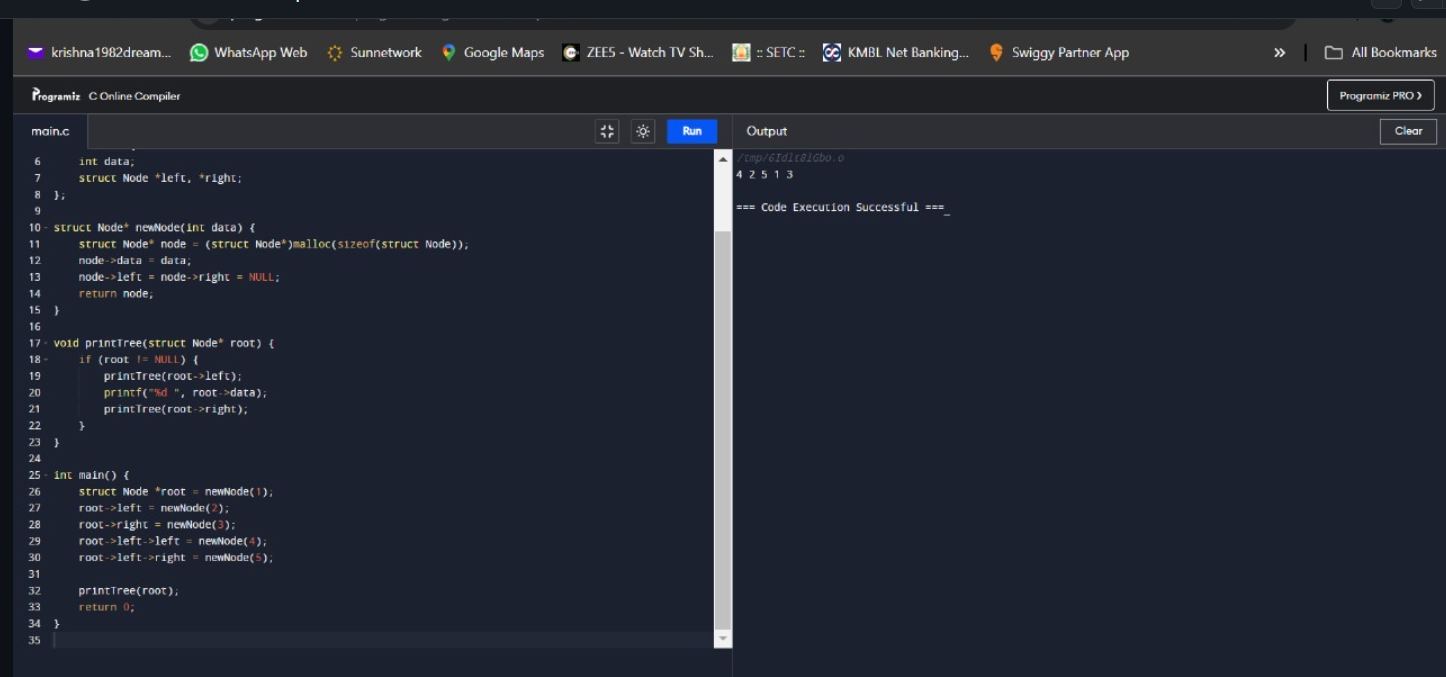 krishna1982dream...
WhatsApp Web
Sunnetwork
Google Maps
ZEE5 - Watch TV Sh...
:: SETC ::
KMBL Net Banking...
Swiggy Partner App
»
All Bookmarks
Programiz C Online Compiler
Programiz PRO >
main.c
Run
Output
Clear
6 int data;
7 struct Node *left, *right;
8 };
9
10 struct Node* newNode(int data) {
11 struct Node* node = (struct Node*)malloc(sizeof(struct Node));
12 node->data = data;
13 node->left = node->right = NULL;
14 return node;
15 }
16
17 void printTree(struct Node* root) {
18 if (root != NULL) {
19 printTree(root->left);
20 printf("%d ", root->data);
21 printTree(root->right);
22 }
23 }
24
25 int main() {
26 struct Node *root = newNode(1);
27 root->left = newNode(2);
28 root->right = newNode(3);
29 root->left->left = newNode(4);
30 root->left->right = newNode(5);
31
32 printTree(root);
33 return 0;
34 }
35
4 2 5 1 3
=== Code Execution Successful ===_